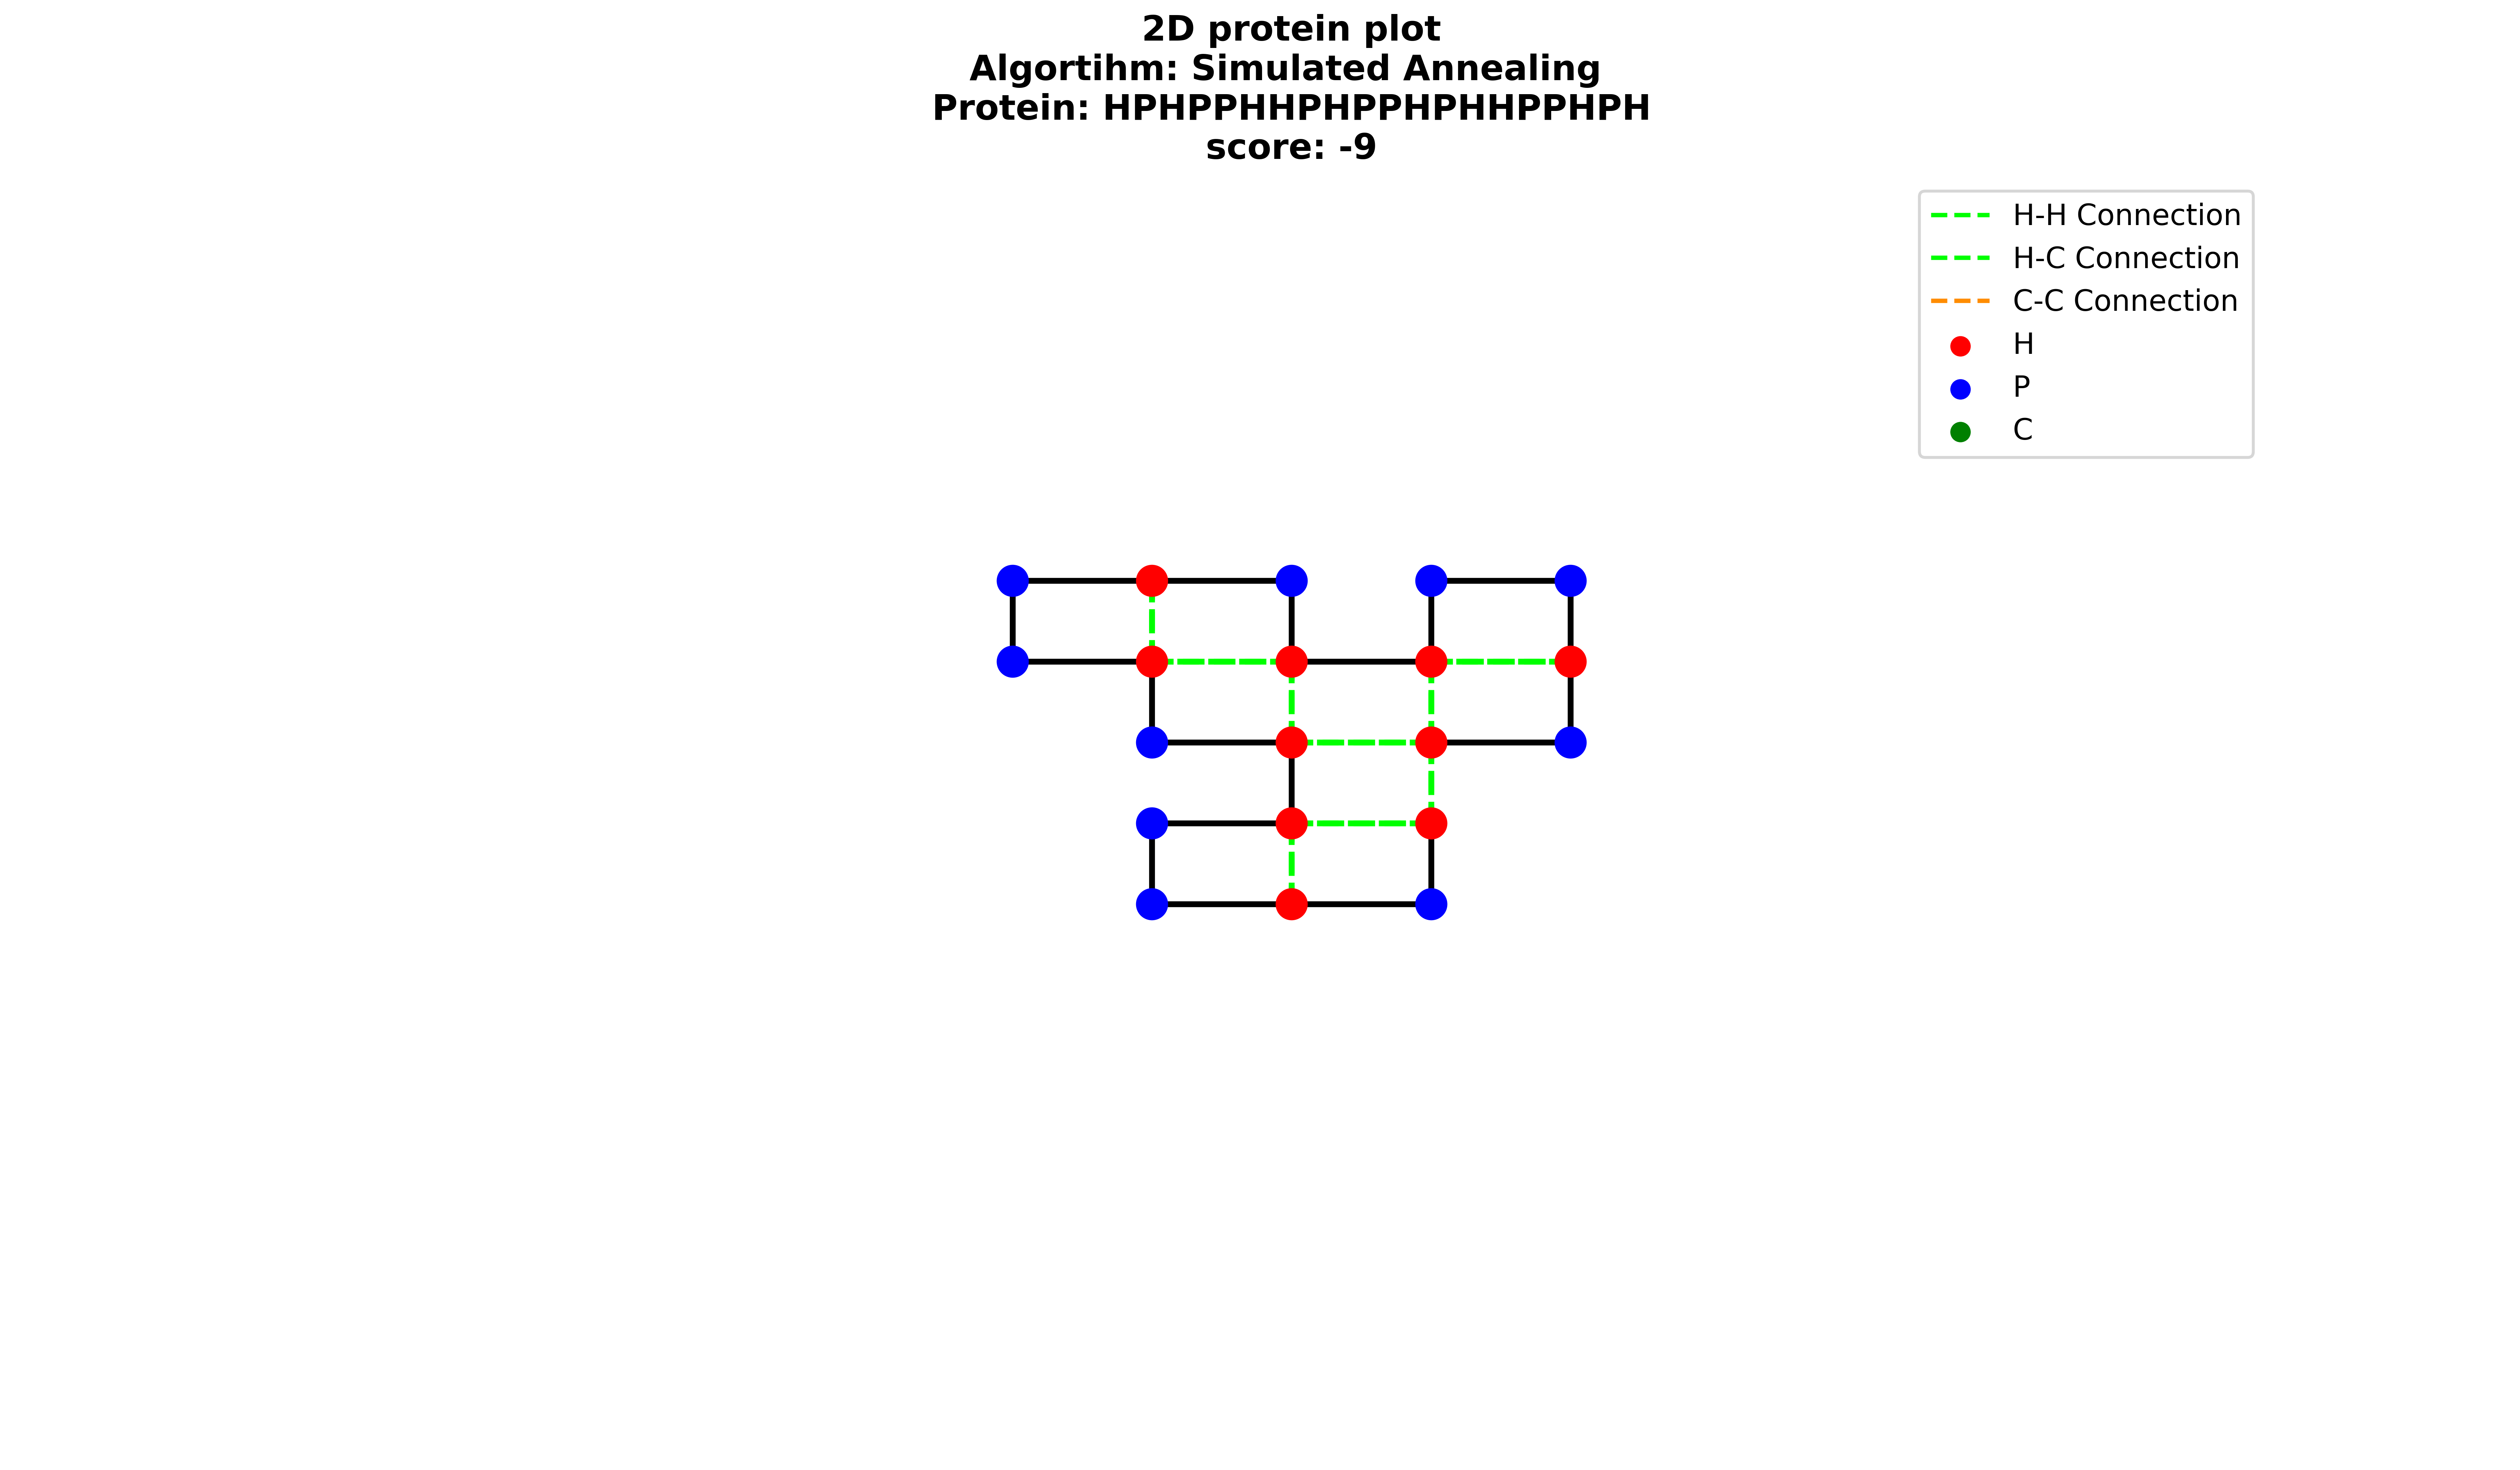 2D protein plot
Algortihm: Simulated Annealing
Protein: HPHPPHHPHPPHPHHPPHPH
score: -9
H-H Connection
H-C Connection
C-C Connection
H
P
C